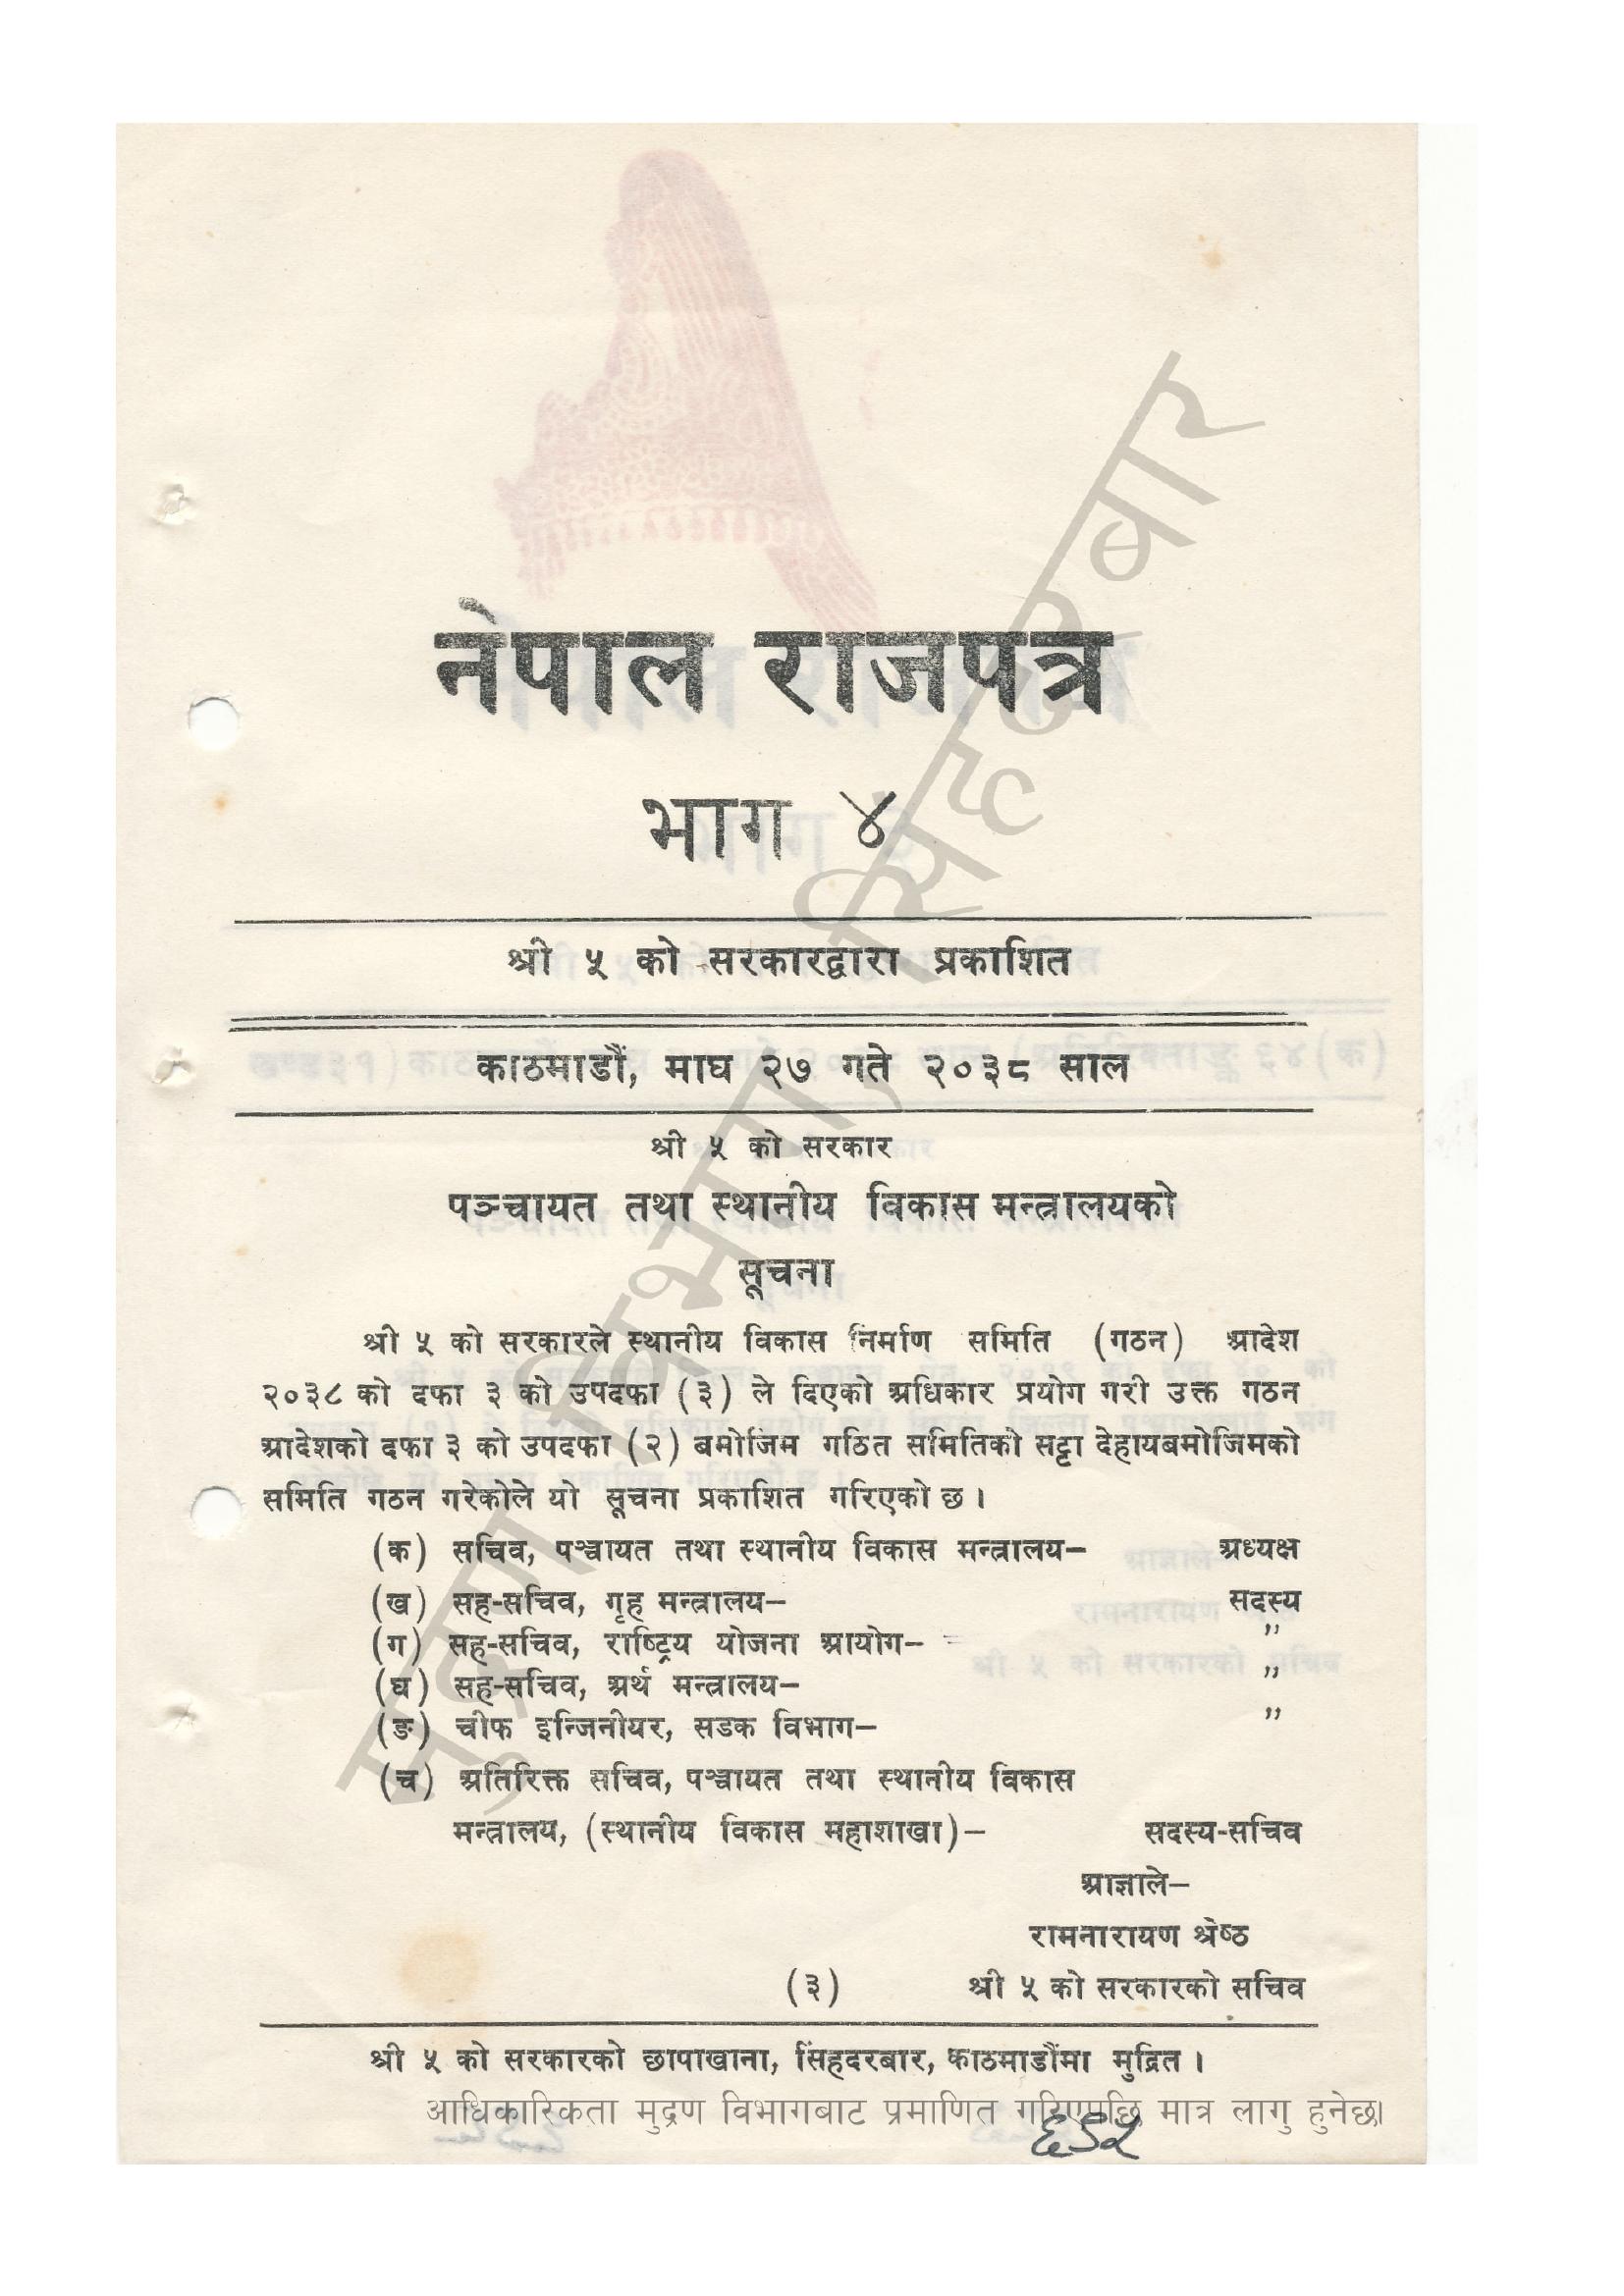 नेपाल राजपत्र
भाग ४
श्री ५ को सरकारद्वारा प्रकाशित
काठमाडौं, माघ २७ गते २०३८ साल
श्री ५ को सरकार
पञ्चायत तथा स्थानीय विकास मन्त्रालयको
सूचना
श्री ५ को सरकारले स्थानीय विकास निर्माण समिति (गठन) आदेश
२०३८ को दफा ३ को उपदफा (३) ले दिएको अधिकार प्रयोग गरी उक्त गठन
आदेशको दफा ३ को उपदफा (२) बमोजिम गठित समितिको सट्टा देहायबमोजिमको
समिति गठन गरेकोले यो सूचना प्रकाशित गरिएको छ ।
(क) सचिव, पञ्चायत तथा स्थानीय विकास मन्त्रालय– अध्यक्ष
(ख) सह-सचिव, गृह मन्त्रालय– सदस्य
(ग) सह-सचिव, राष्ट्रिय योजना आयोग– ,,
(घ) सह-सचिव, अर्थ मन्त्रालय– ,,
(ङ) चीफ इन्जिनीयर, सडक विभाग– ,,
(च) अतिरिक्त सचिव, पञ्चायत तथा स्थानीय विकास
मन्त्रालय, (स्थानीय विकास महाशाखा)– सदस्य-सचिव
आज्ञाले–
रामनारायण श्रेष्ठ
(३) श्री ५ को सरकारको सचिव
श्री ५ को सरकारको छापाखाना, सिंहदरबार, काठमाडौंमा मुद्रित ।
आधिकारिकता मुद्रण विभागबाट प्रमाणित गरिएपछि मात्र लागु हुनेछ।
मुद्रण विभाग, सिंहदरबार